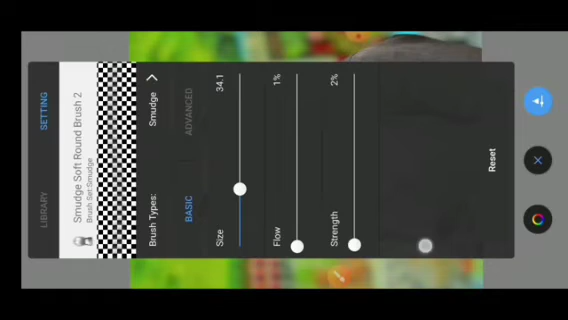 LIBRARY SETTING
Smudge Soft Round Brush 2
Brush Set:Smudge
Brush Types: Smudge
BASIC ADVANCED
Size 34.1
Flow 1%
Strength 2%
Reset